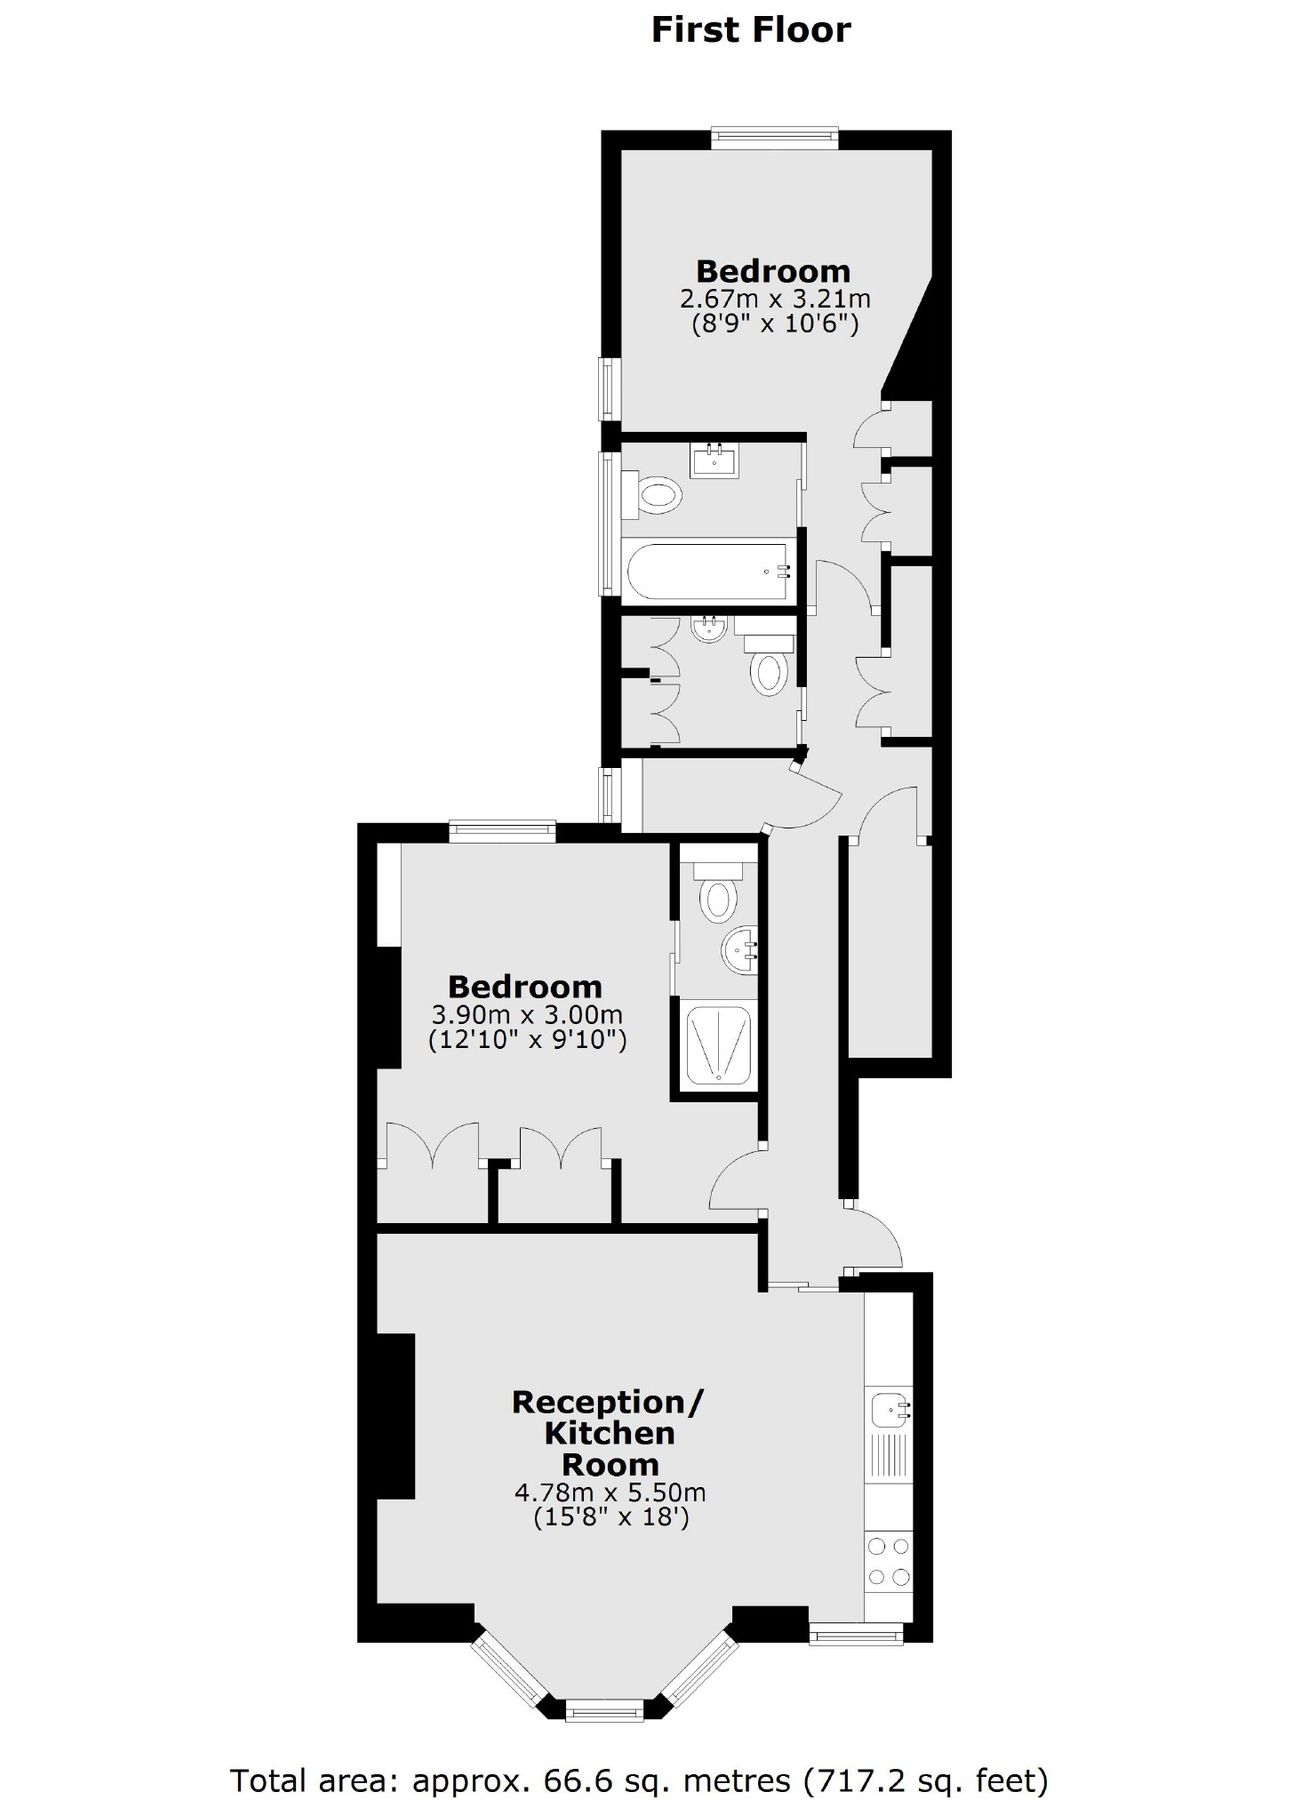 First Floor
Bedroom
2.67m x 3.21m
(8'9" x 10'6")
Bedroom
3.90m x 3.00m
(12'10" x 9'10")
Reception/
Kitchen
Room
4.78m x 5.50m
(15'8" x 18')
Total area: approx. 66.6 sq. metres (717.2 sq. feet)